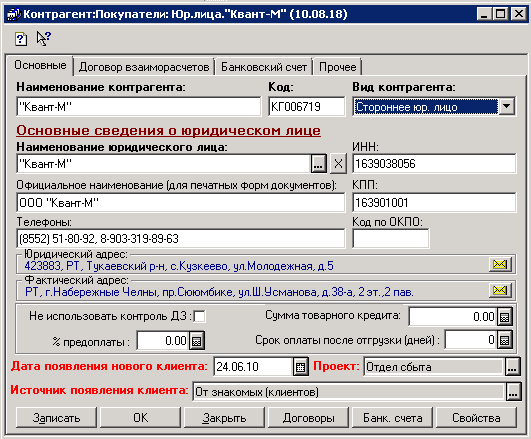 Контрагент:Покупатели: Юр.лица."Квант-М" (10.08.18)
Основные Договор взаиморасчетов Банковский счет Прочее
Наименование контрагента: Код: Вид контрагента:
"Квант-М" КГ006719 Стороннее юр. лицо
Основные сведения о юридическом лице
Наименование юридического лица: ИНН:
"Квант-М" ... X 1639038056
Официальное наименование (для печатных форм документов): КПП:
ООО "Квант-М" 163901001
Телефоны: Код по ОКПО:
(8552) 51-80-92, 8-903-319-89-63
Юридический адрес:
423883, РТ, Тукаевский р-н, с.Кузкеево, ул.Молодежная, д.5
Фактический адрес:
РТ, г.Набережные Челны, пр.Сююмбике, ул.Ш.Усманова, д.38-а, 2 эт.,2 пав.
Не использовать контроль ДЗ : Сумма товарного кредита: 0.00
% предоплаты : 0.00 Срок оплаты после отгрузки (дней) : 0
Дата появления нового клиента: 24.06.10 Проект: Отдел сбыта ...
Источник появления клиента: От знакомых (клиентов) ...
Записать OK Закрыть Договоры Банк. счета Свойства